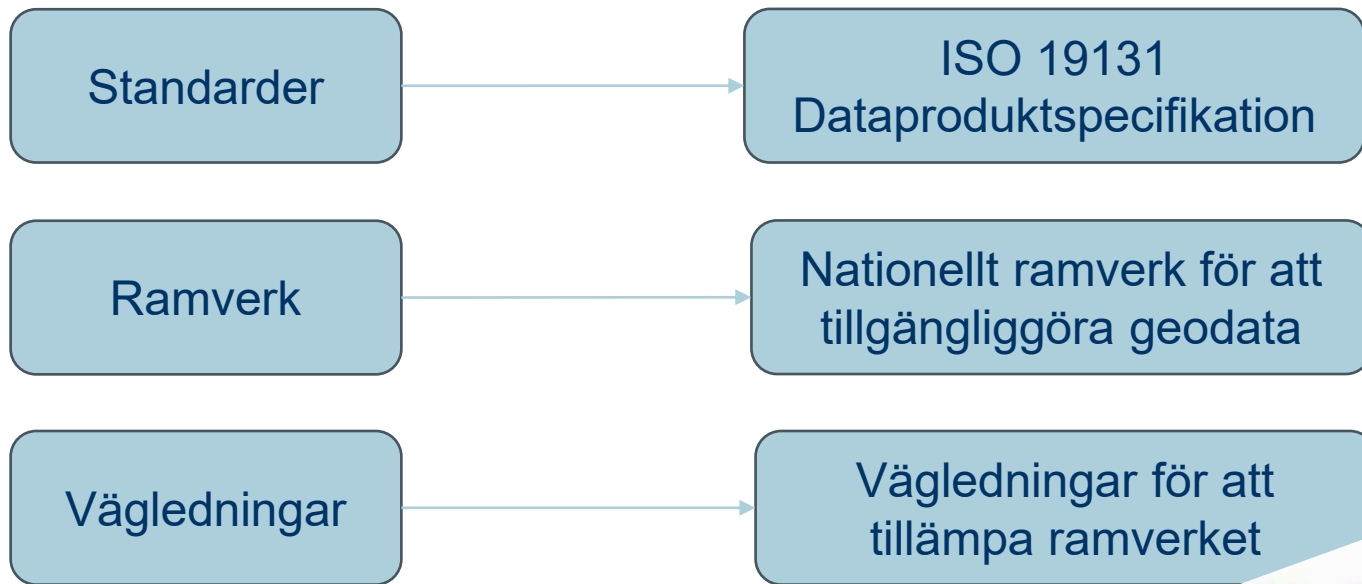 Standarder
ISO 19131
Dataproduktspecifikation
Ramverk
Nationellt ramverk för att
tillgängliggöra geodata
Vägledningar
Vägledningar för att
tillämpa ramverket